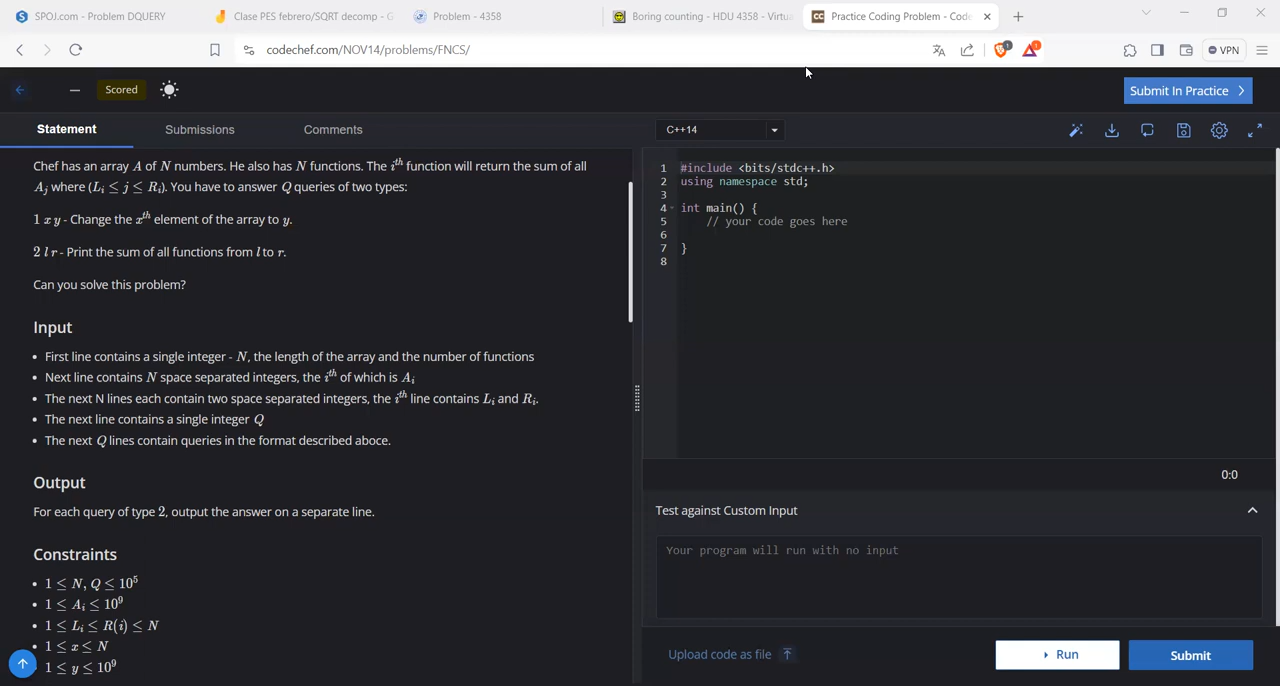 SPOJ.com - Problem DQUERY
Clase PES febrero/SQRT decomp - G
Problem - 4358
Boring counting - HDU 4358 - Virtua
Practice Coding Problem - Code
codechef.com/NOV14/problems/FNCS/
VPN
Scored
Submit In Practice
Statement
Submissions
Comments
C++14
Chef has an array A of N numbers. He also has N functions. The i^th function will return the sum of all
A_j where (L_i ≤ j ≤ R_i). You have to answer Q queries of two types:
1 x y - Change the x^th element of the array to y.
2 l r - Print the sum of all functions from l to r.
Can you solve this problem?
Input
• First line contains a single integer - N, the length of the array and the number of functions
• Next line contains N space separated integers, the i^th of which is A_i
• The next N lines each contain two space separated integers, the i^th line contains L_i and R_i.
• The next line contains a single integer Q
• The next Q lines contain queries in the format described aboce.
Output
For each query of type 2, output the answer on a separate line.
Constraints
• 1 ≤ N, Q ≤ 10^5
• 1 ≤ A_i ≤ 10^9
• 1 ≤ L_i ≤ R(i) ≤ N
• 1 ≤ x ≤ N
1 ≤ y ≤ 10^9
1 #include <bits/stdc++.h>
2 using namespace std;
3
4 int main() {
5 // your code goes here
6
7 }
8
0:0
Test against Custom Input
Your program will run with no input
Upload code as file
Run
Submit